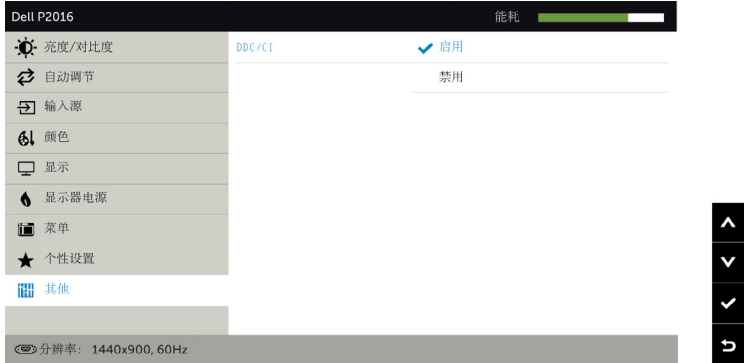 Dell P2016
能耗
亮度/对比度
DDC/CI
启用
自动调节
禁用
输入源
颜色
显示
显示器电源
菜单
个性设置
其他
分辨率: 1440x900, 60Hz